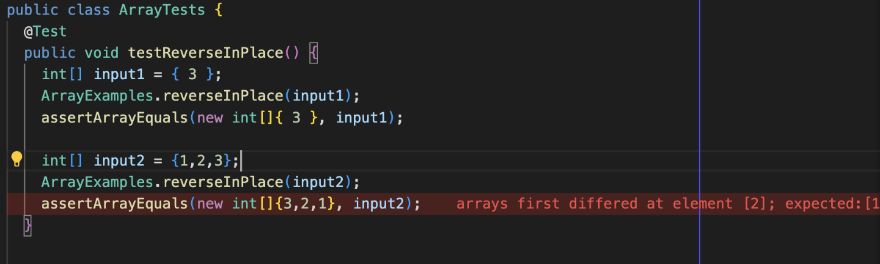 public class ArrayTests {
@Test
public void testReverseInPlace() {
int[] input1 = { 3 };
ArrayExamples.reverseInPlace(input1);
assertArrayEquals(new int[]{ 3 }, input1);
int[] input2 = {1,2,3};
ArrayExamples.reverseInPlace(input2);
assertArrayEquals(new int[]{3,2,1}, input2); arrays first differed at element [2]; expected:[1
}